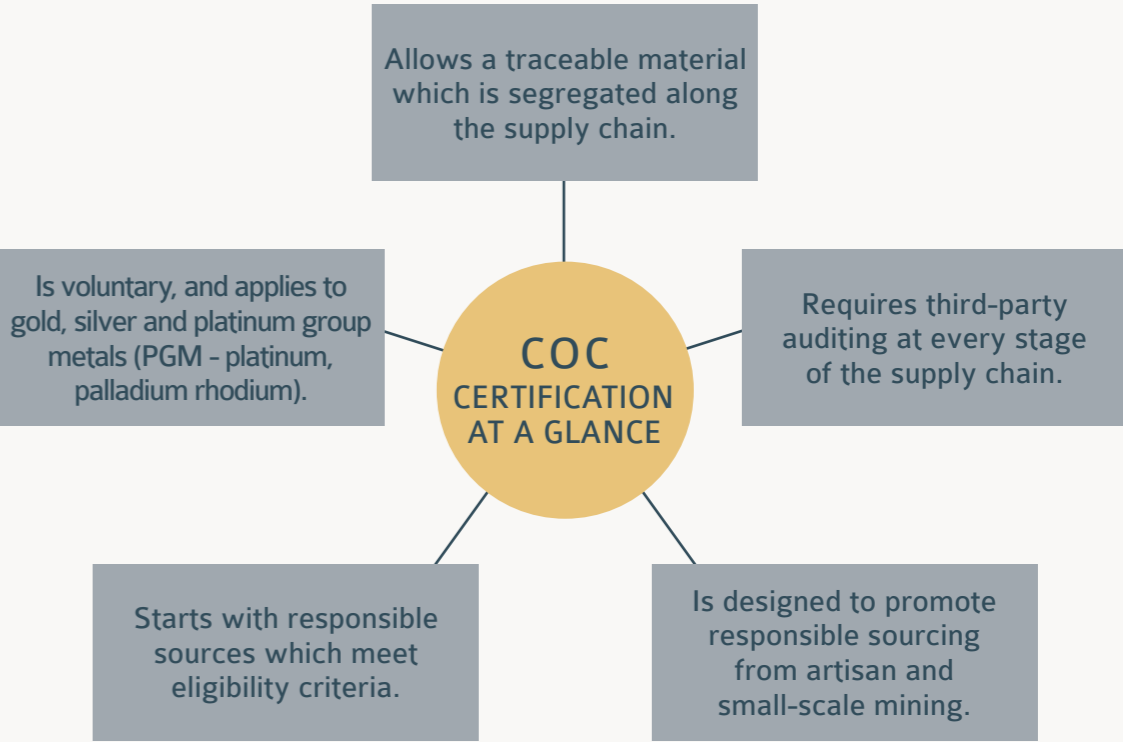 Allows a traceable material
which is segregated along
the supply chain.
Is voluntary, and applies to
gold, silver and platinum group
metals (PGM - platinum,
palladium rhodium).
COC
CERTIFICATION
AT A GLANCE
Requires third-party
auditing at every stage
of the supply chain.
Starts with responsible
sources which meet
eligibility criteria.
Is designed to promote
responsible sourcing
from artisan and
small-scale mining.